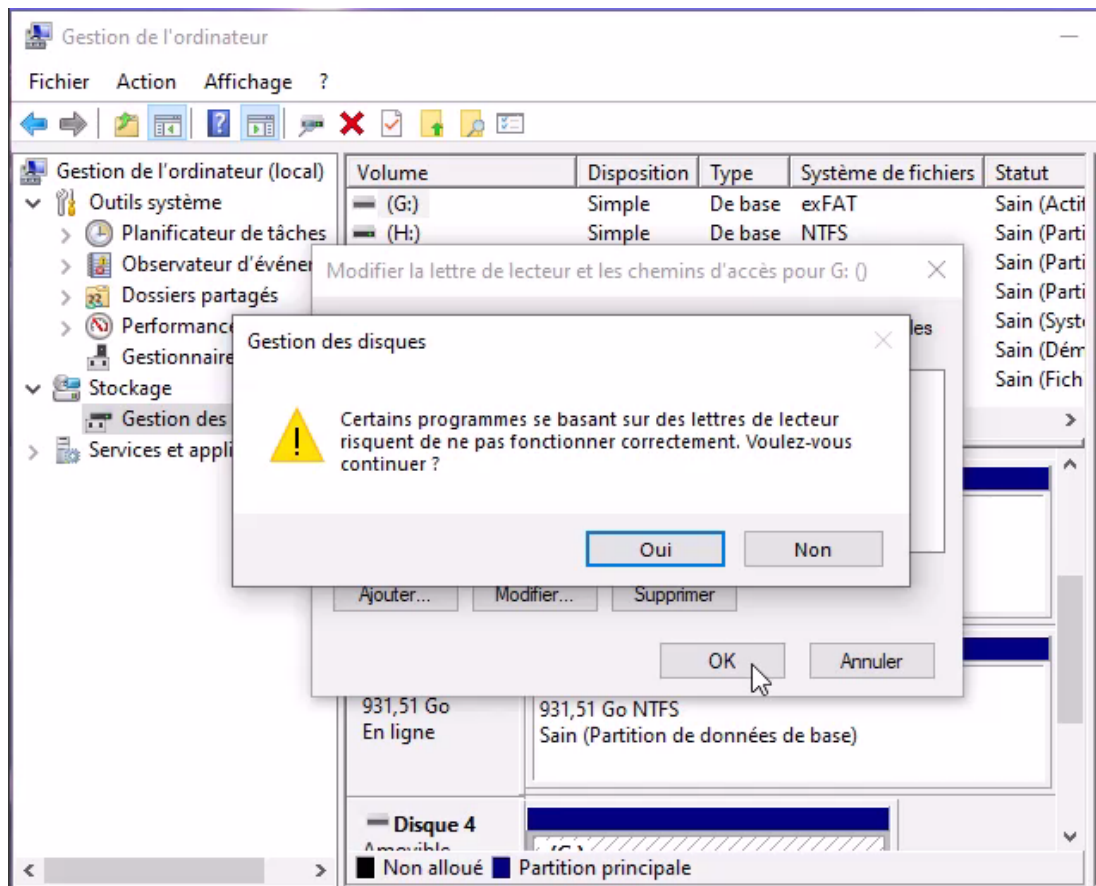 Gestion de l'ordinateur
Fichier Action Affichage ?
Gestion de l'ordinateur (local)
Outils système
Planificateur de tâches
Observateur d'événer
Dossiers partagés
Performance
Gestionnaire
Stockage
Gestion des
Services et appli
Volume Disposition Type Système de fichiers Statut
(G:) Simple De base exFAT Sain (Actif
(H:) Simple De base NTFS Sain (Parti
Sain (Parti
Sain (Parti
Sain (Syst
Sain (Dém
Sain (Fich
Modifier la lettre de lecteur et les chemins d'accès pour G: ()
les
Gestion des disques
Certains programmes se basant sur des lettres de lecteur
risquent de ne pas fonctionner correctement. Voulez-vous
continuer ?
Oui Non
Ajouter... Modifier... Supprimer
OK Annuler
931,51 Go
En ligne
931,51 Go NTFS
Sain (Partition de données de base)
Disque 4
Amovible
(G:)
Non alloué Partition principale